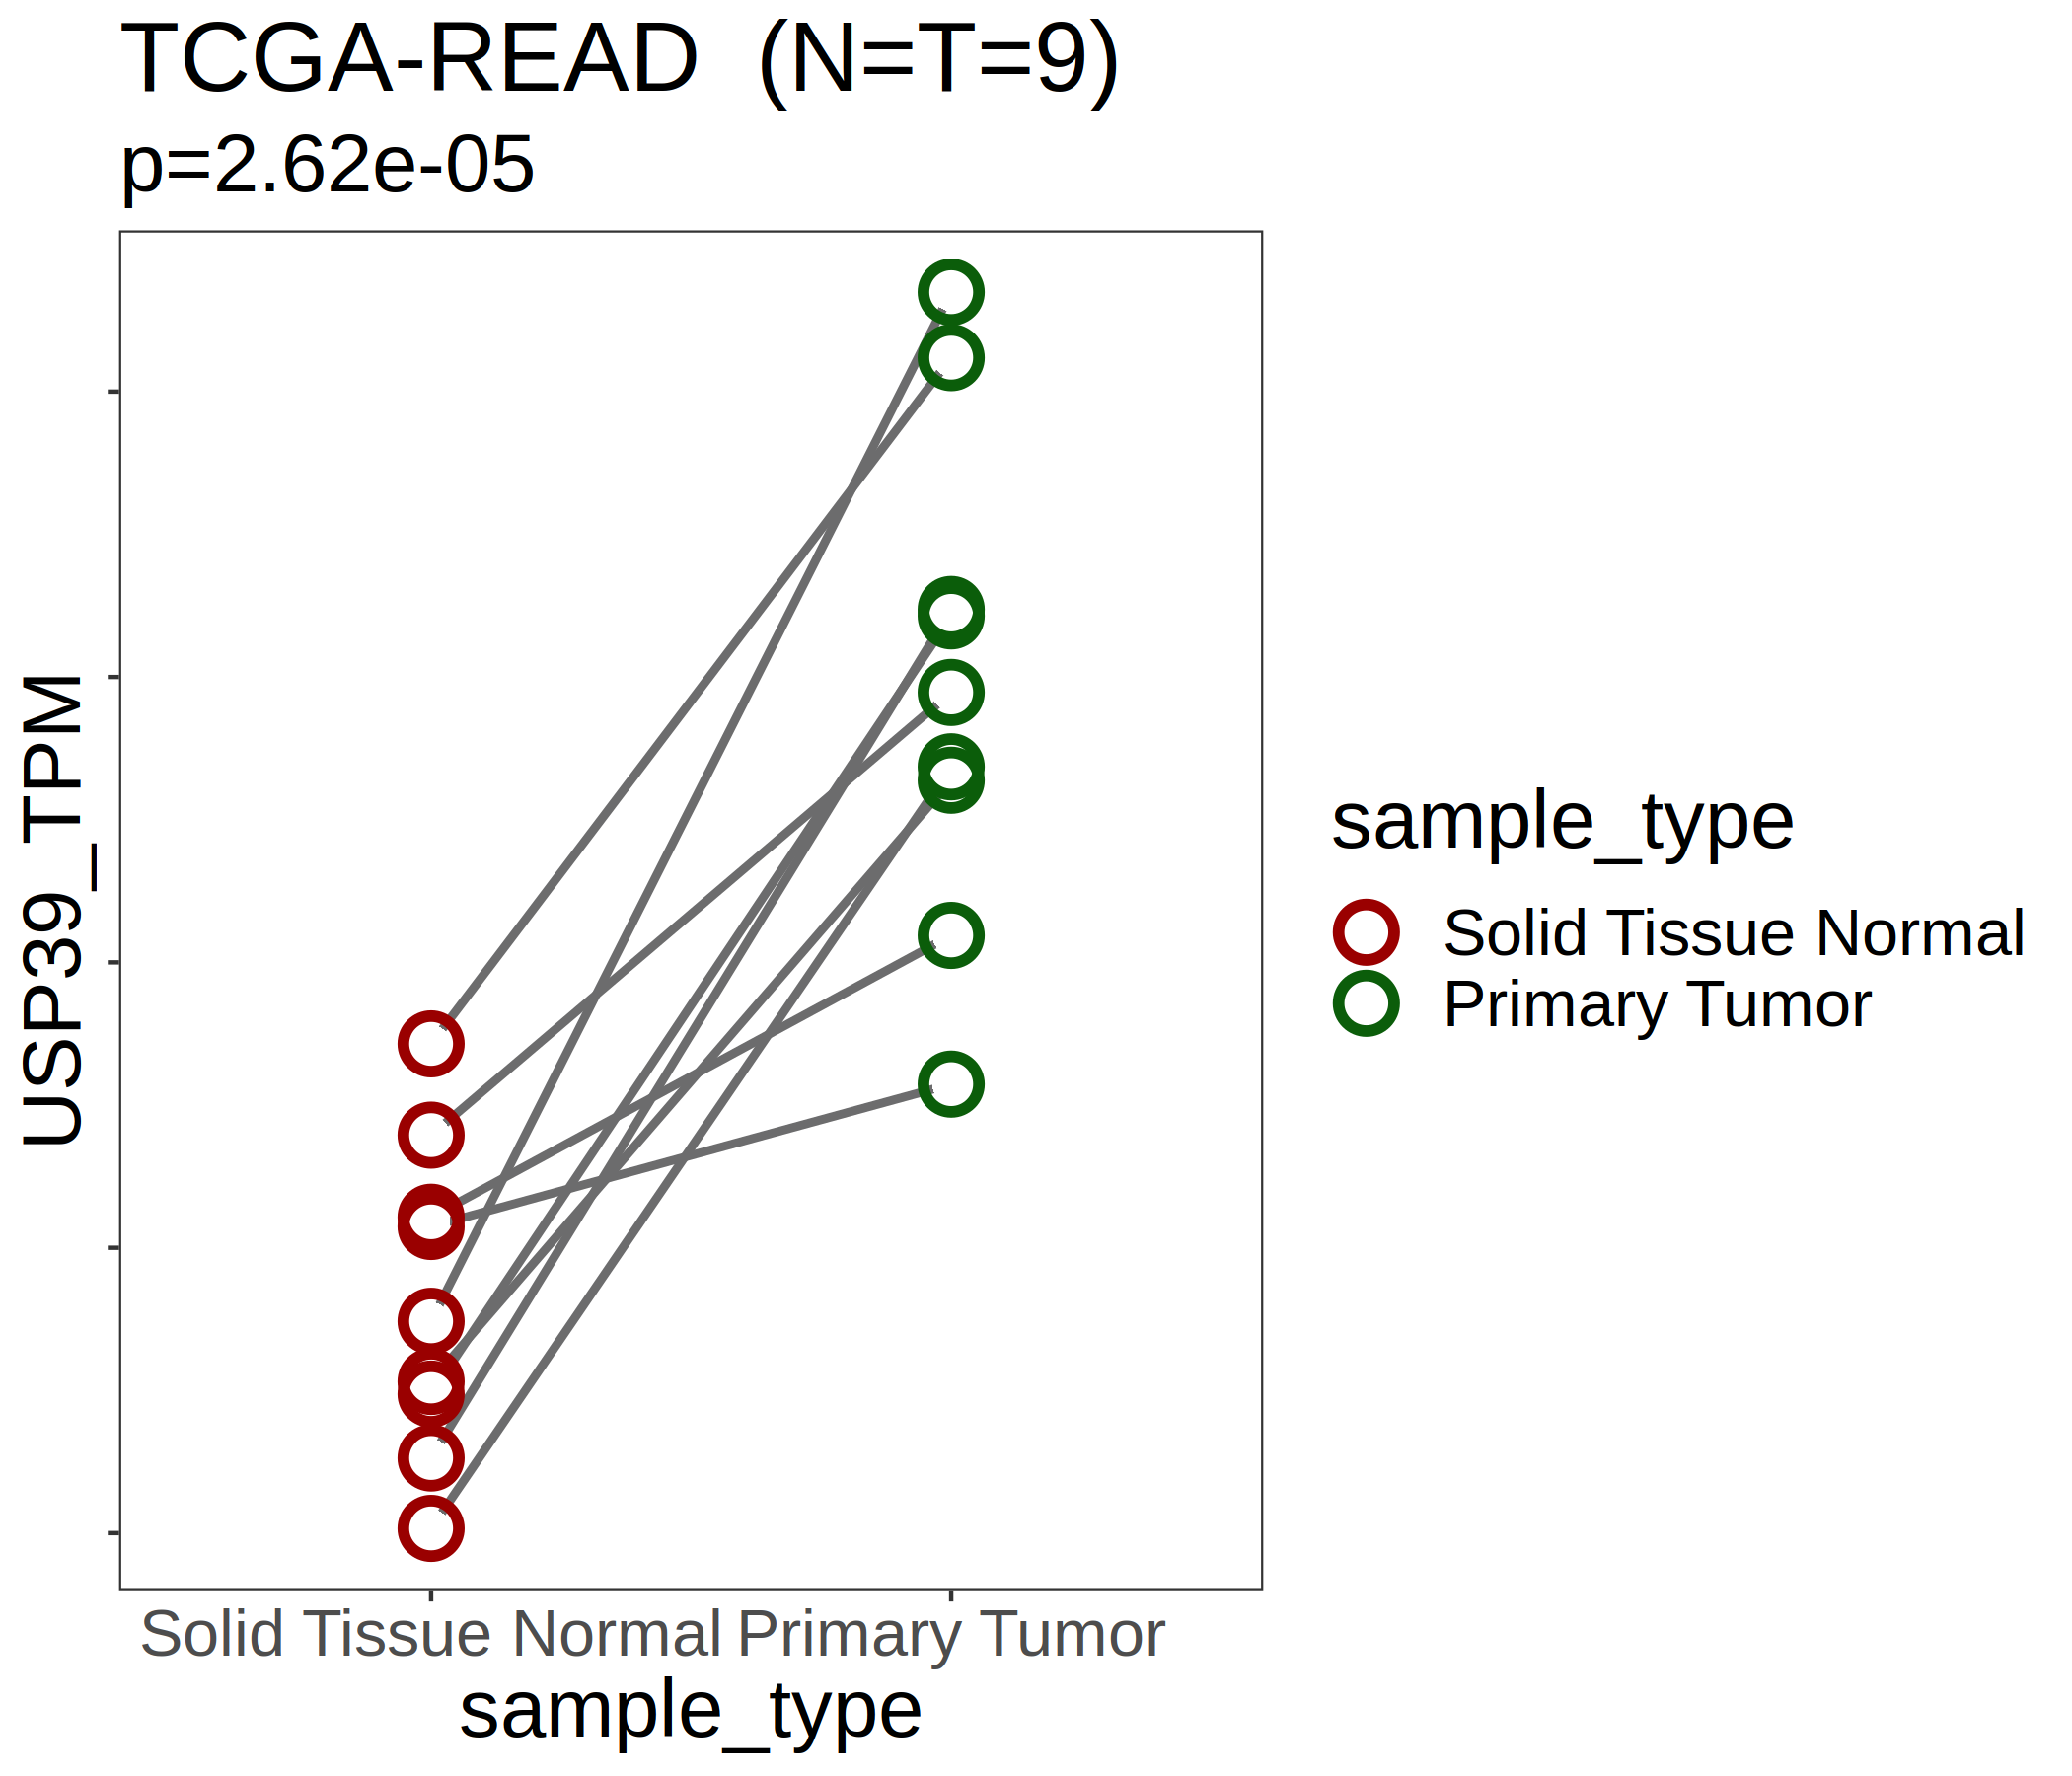 TCGA-READ  (N=T=9)
p=2.62e-05
USP39_TPM
Solid Tissue Normal
Primary Tumor
sample_type
sample_type
Solid Tissue Normal
Primary Tumor